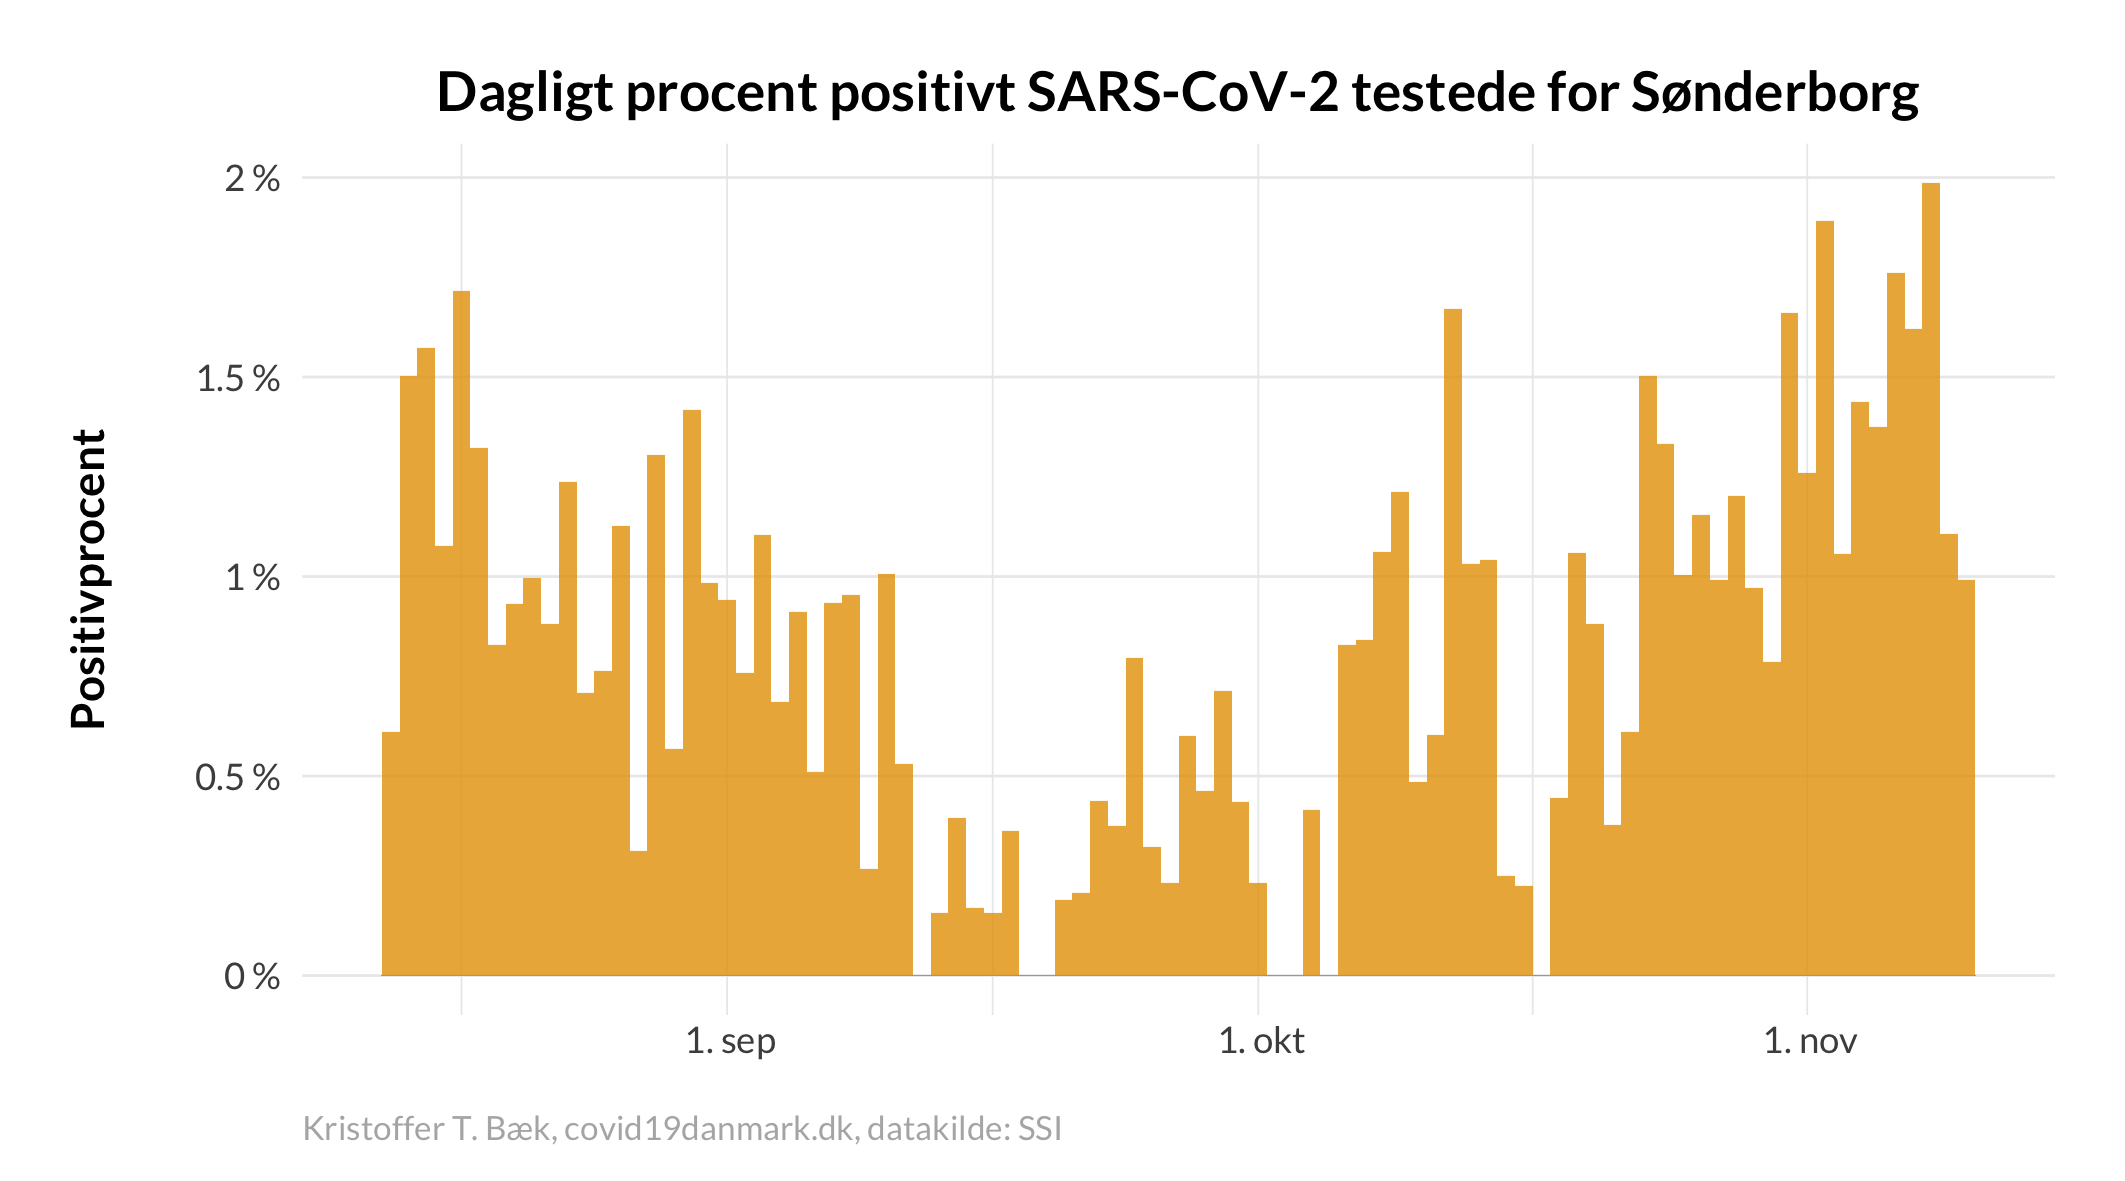 Dagligt procent positivt SARS-CoV-2 testede for Sønderborg
2 %
1.5 %
1 %
0.5 %
0 %
Positivprocent
1. sep
1. okt
1. nov
Kristoffer T. Bæk, covid19danmark.dk, datakilde: SSI